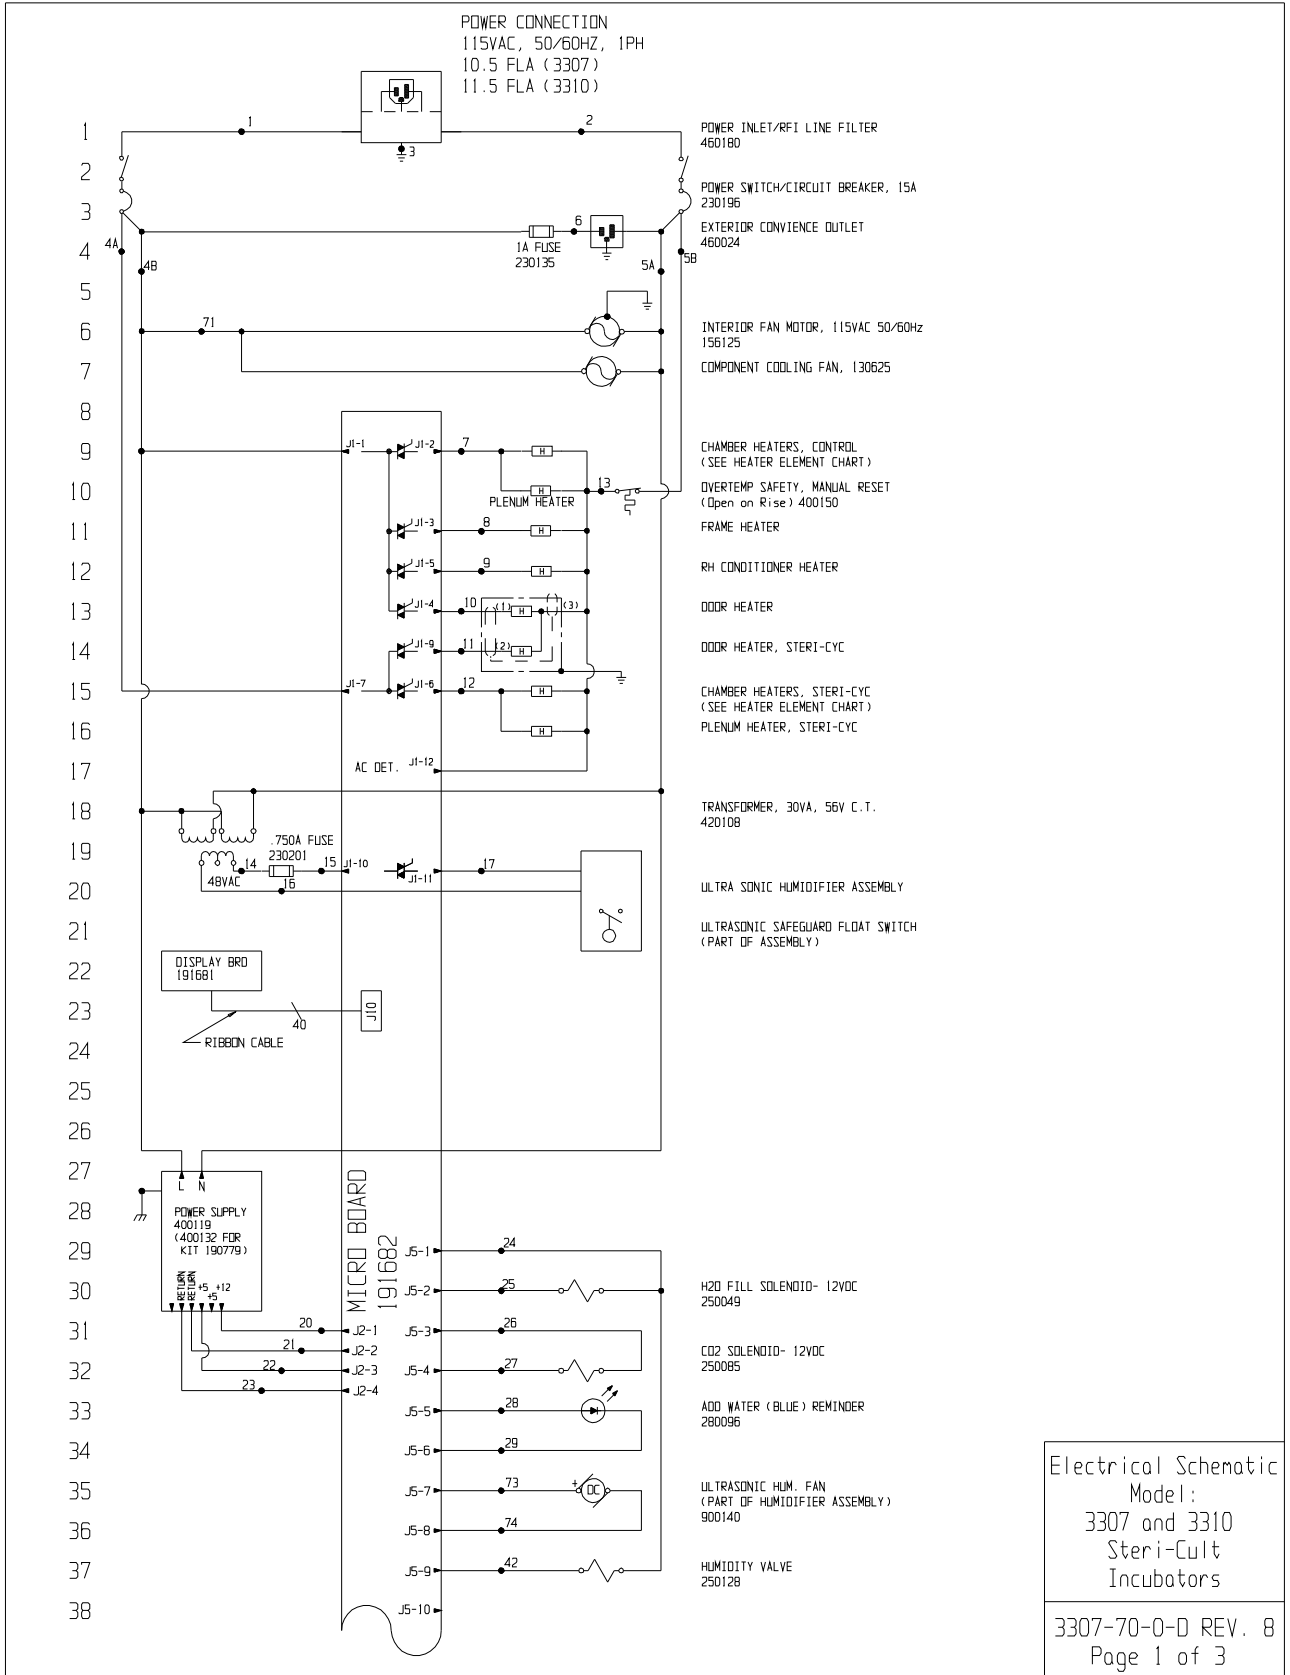 POWER CONNECTION
115VAC, 50/60HZ, 1PH
10.5 FLA (3307)
11.5 FLA (3310)
1
1
2
POWER INLET/RFI LINE FILTER
460180
3
2
POWER SWITCH/CIRCUIT BREAKER, 15A
230196
3
6
EXTERIOR CONVIENCE OUTLET
460024
4
4A
1A FUSE
230135
5B
4B
5A
5
6
71
INTERIOR FAN MOTOR, 115VAC 50/60Hz
156125
7
COMPONENT COOLING FAN, 130625
8
9
J1-1
J1-2
7
H
CHAMBER HEATERS, CONTROL
(SEE HEATER ELEMENT CHART)
10
H
13
OVERTEMP SAFETY, MANUAL RESET
(Open on Rise) 400150
PLENUM HEATER
11
J1-3
8
H
FRAME HEATER
12
J1-5
9
H
RH CONDITIONER HEATER
13
J1-4
10
(1)
H
(3)
DOOR HEATER
14
J1-9
11
(2)
H
DOOR HEATER, STERI-CYC
15
J1-7
J1-6
12
H
CHAMBER HEATERS, STERI-CYC
(SEE HEATER ELEMENT CHART)
16
H
PLENUM HEATER, STERI-CYC
17
AC DET.
J1-12
18
TRANSFORMER, 30VA, 56V C.T.
420108
19
.750A FUSE
230201
14
15
J1-10
J1-11
17
48VAC
16
20
ULTRA SONIC HUMIDIFIER ASSEMBLY
21
ULTRASONIC SAFEGUARD FLOAT SWITCH
(PART OF ASSEMBLY)
22
DISPLAY BRD
191681
23
J10
40
RIBBON CABLE
24
25
26
27
L N
28
POWER SUPPLY
400119
(400132 FOR
KIT 190779)
MICRO BOARD
191682
29
J5-1
24
30
RETURN
RETURN
+5
+5
+12
J5-2
25
H2O FILL SOLENOID- 12VDC
250049
31
20
J2-1
J5-3
26
21
J2-2
32
22
J2-3
J5-4
27
CO2 SOLENOID- 12VDC
250085
23
J2-4
33
J5-5
28
ADD WATER (BLUE) REMINDER
280096
34
J5-6
29
35
J5-7
73
+
DC
ULTRASONIC HUM. FAN
(PART OF HUMIDIFIER ASSEMBLY)
900140
36
J5-8
74
37
J5-9
42
HUMIDITY VALVE
250128
38
J5-10
Electrical Schematic
Model:
3307 and 3310
Steri-Cult
Incubators
3307-70-0-D REV. 8
Page 1 of 3